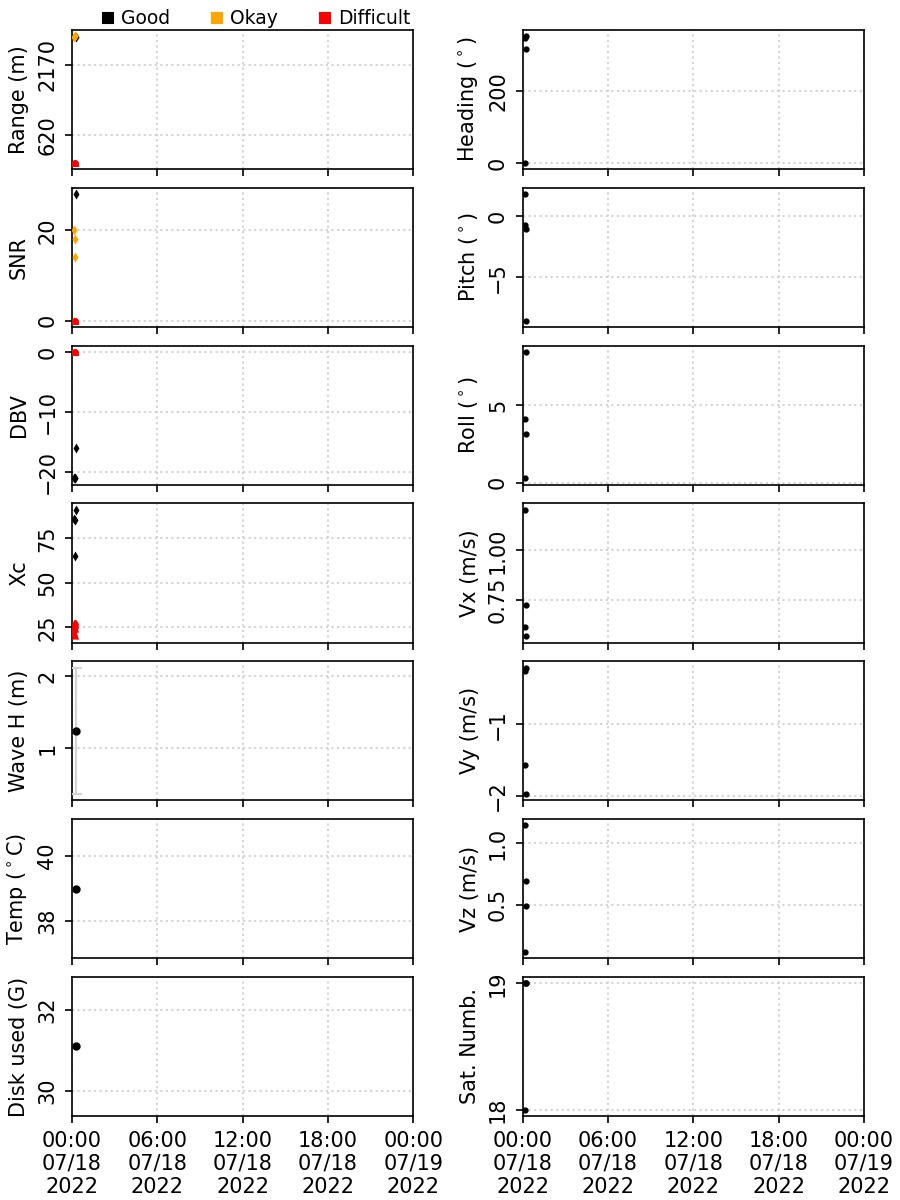 Good Okay Difficult
Range (m)
2170
620
Heading (°)
200
0
SNR
20
0
Pitch (°)
0
−5
DBV
0
−10
−20
Roll (°)
5
0
Xc
75
50
25
Vx (m/s)
1.00
0.75
Wave H (m)
2
1
Vy (m/s)
−1
−2
Temp (°C)
40
38
Vz (m/s)
1.0
0.5
Disk used (G)
32
30
Sat. Numb.
19
18
00:00 06:00 12:00 18:00 00:00
07/18 07/18 07/18 07/18 07/19
2022 2022 2022 2022 2022
00:00 06:00 12:00 18:00 00:00
07/18 07/18 07/18 07/18 07/19
2022 2022 2022 2022 2022